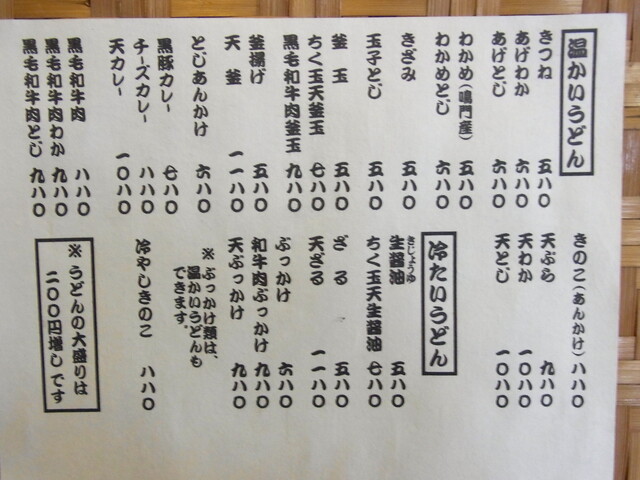 温かいうどん
きつね 五八〇
あげわか 六八〇
あげとじ 六八〇
わかめ(鳴門産) 五八〇
わかめとじ 六八〇
きざみ 五八〇
玉子とじ 五八〇
釜玉 五八〇
ちく玉天釜玉 七八〇
黒毛和牛肉釜玉 九八〇
釜揚げ 五八〇
天釜 一一八〇
とじあんかけ 六八〇
黒豚カレー 七八〇
チーズカレー 八八〇
天カレー 一〇八〇
黒毛和牛肉 八八〇
黒毛和牛肉わか 九八〇
黒毛和牛肉とじ 九八〇
きのこ(あんかけ) 八八〇
天ぷら 九八〇
天わか 一〇八〇
天とじ 一〇八〇
冷たいうどん
きじょうゆ
生醤油 五八〇
ちく玉天生醤油 七八〇
ざる 五八〇
天ざる 一一八〇
ぶっかけ 六八〇
和牛肉ぶっかけ 九八〇
天ぶっかけ 九八〇
※ぶっかけ類は、
温かいうどんも
できます。
冷やしきのこ 八八〇
※うどんの大盛りは
二〇〇円増しです